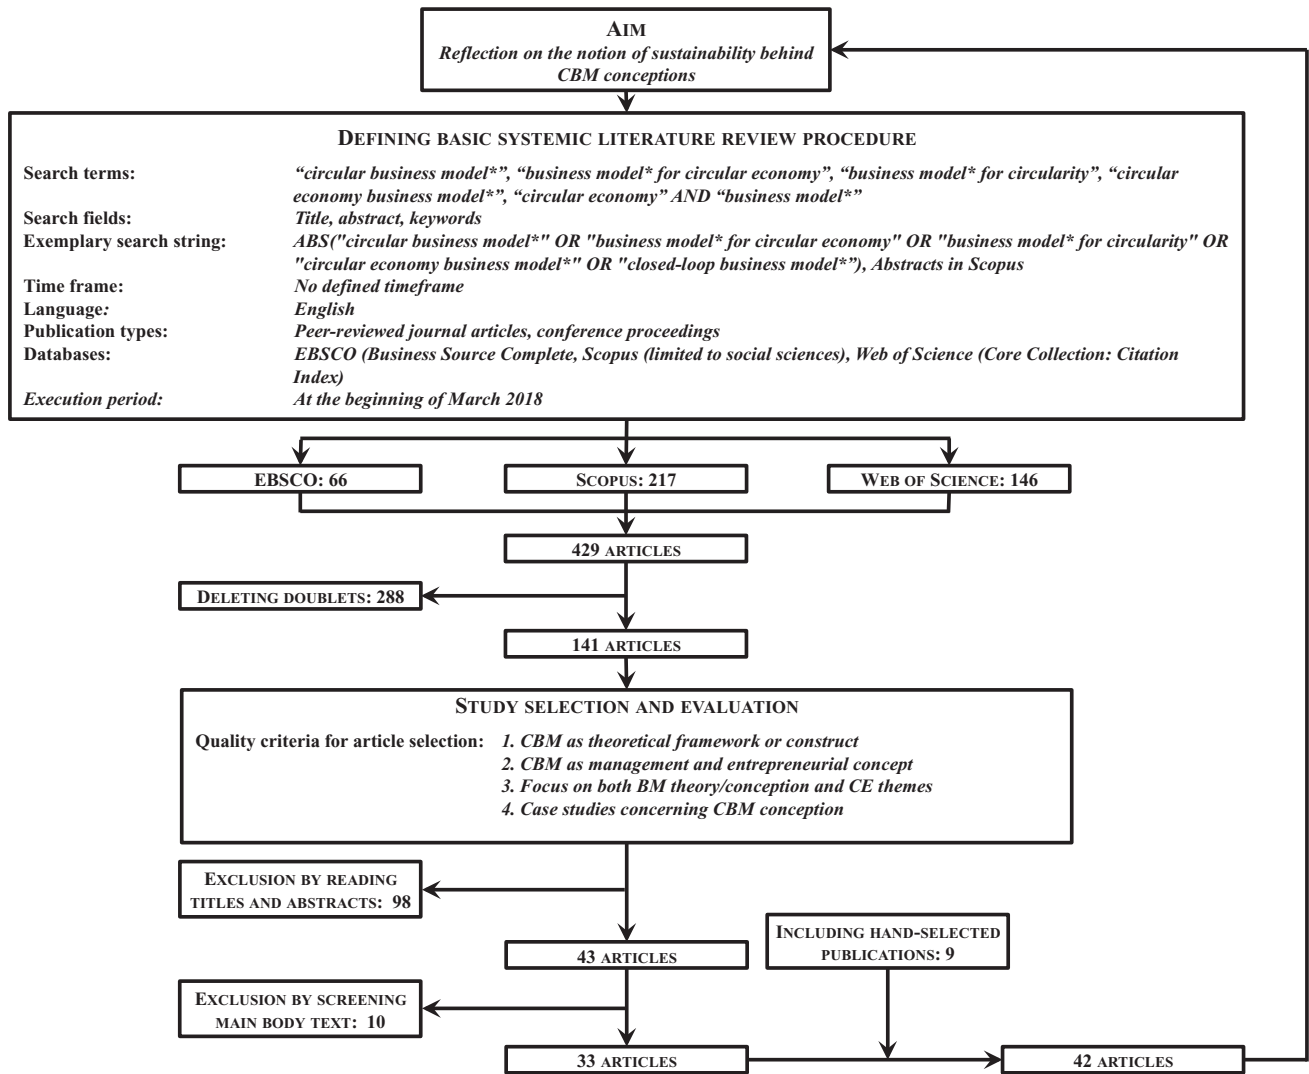 AIM
Reflection on the notion of sustainability behind
CBM conceptions
DEFINING BASIC SYSTEMIC LITERATURE REVIEW PROCEDURE
Search terms: “circular business model*”, “business model* for circular economy”, “business model* for circularity”, “circular
economy business model*”, “circular economy” AND “business model*”
Search fields: Title, abstract, keywords
Exemplary search string: ABS("circular business model*" OR "business model* for circular economy" OR "business model* for circularity" OR
"circular economy business model*" OR "closed-loop business model*”), Abstracts in Scopus
Time frame: No defined timeframe
Language: English
Publication types: Peer-reviewed journal articles, conference proceedings
Databases: EBSCO (Business Source Complete, Scopus (limited to social sciences), Web of Science (Core Collection: Citation
Index)
Execution period: At the beginning of March 2018
EBSCO: 66
SCOPUS: 217
WEB OF SCIENCE: 146
429 ARTICLES
DELETING DOUBLETS: 288
141 ARTICLES
STUDY SELECTION AND EVALUATION
Quality criteria for article selection: 1. CBM as theoretical framework or construct
2. CBM as management and entrepreneurial concept
3. Focus on both BM theory/conception and CE themes
4. Case studies concerning CBM conception
EXCLUSION BY READING
TITLES AND ABSTRACTS: 98
INCLUDING HAND-SELECTED
PUBLICATIONS: 9
43 ARTICLES
EXCLUSION BY SCREENING
MAIN BODY TEXT: 10
33 ARTICLES
42 ARTICLES